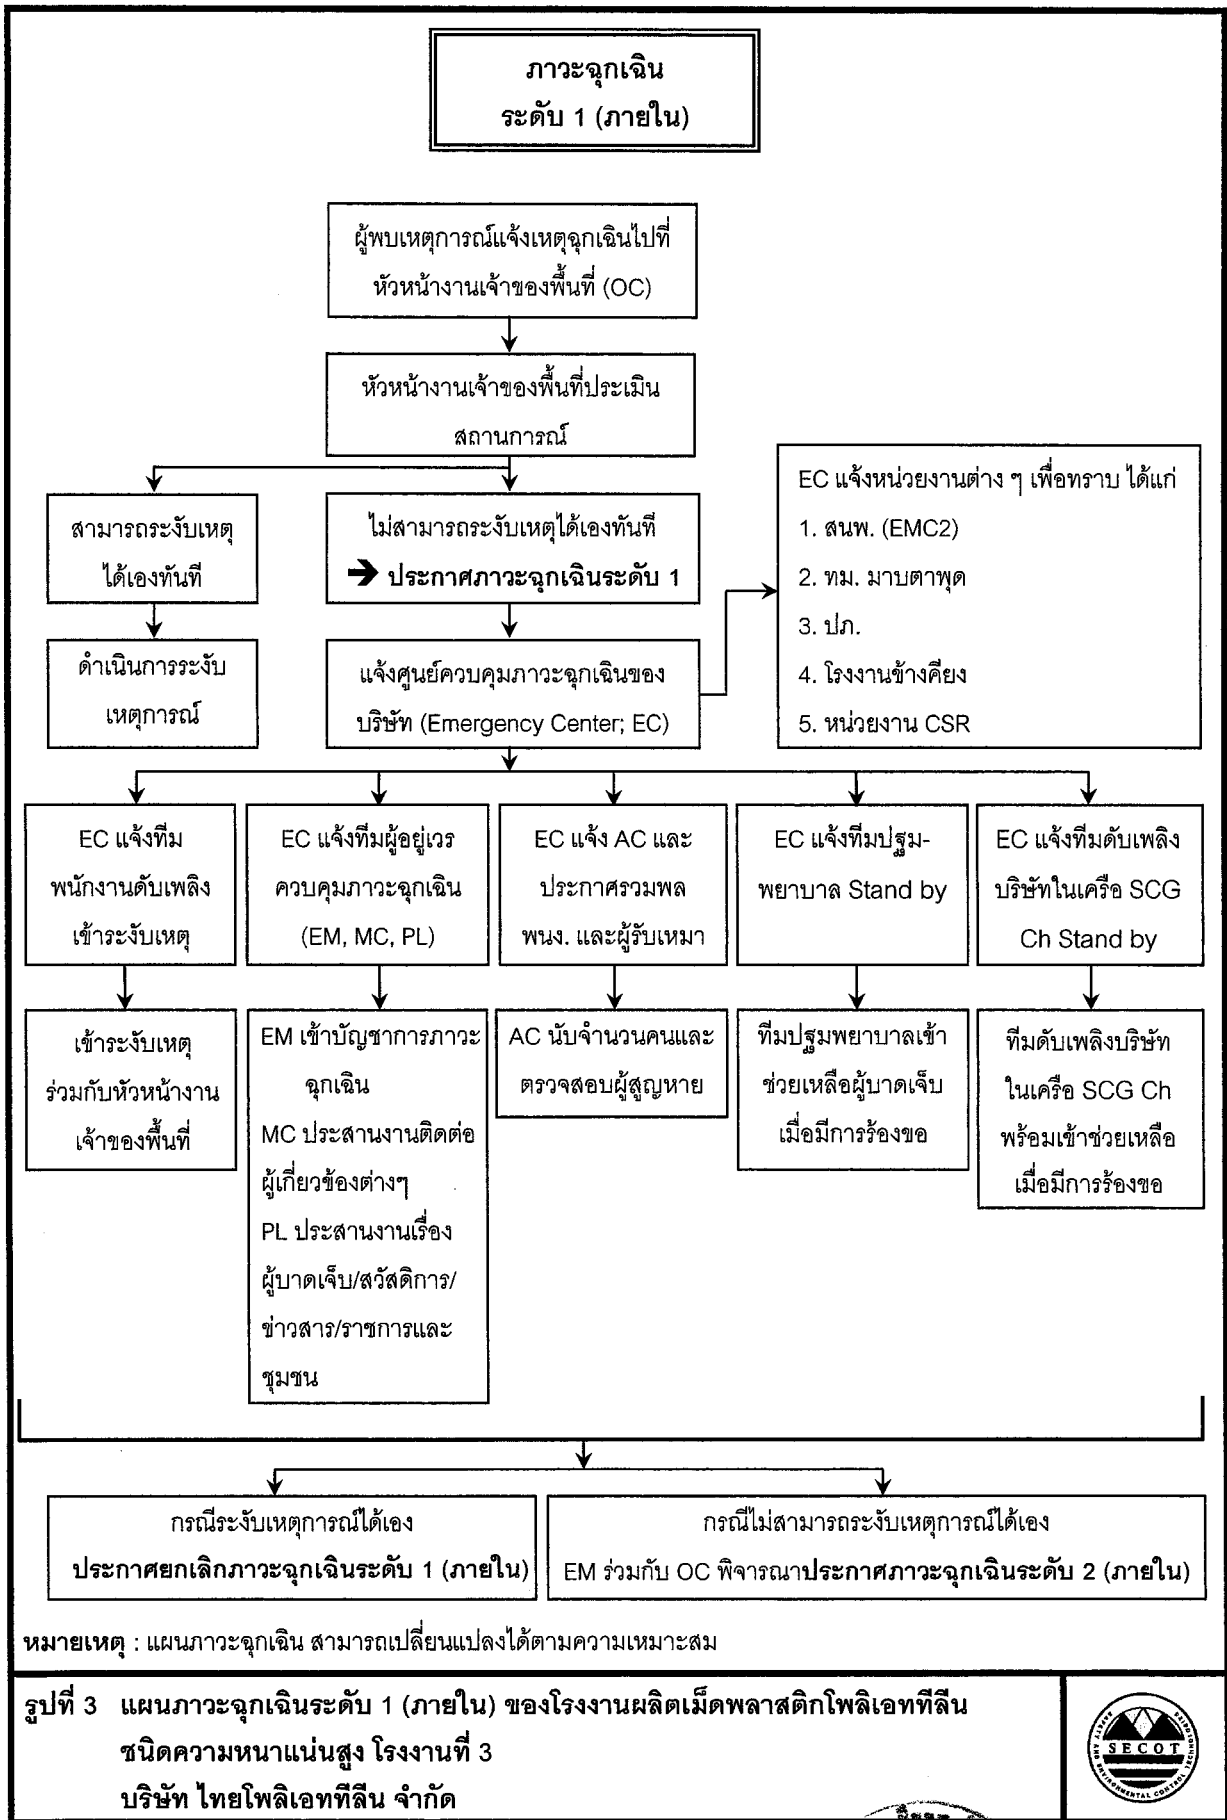 ภาวะฉุกเฉิน
ระดับ 1 (ภายใน)
ผู้พบเหตุการณ์แจ้งเหตุฉุกเฉินไปที่
หัวหน้างานเจ้าของพื้นที่ (OC)
หัวหน้างานเจ้าของพื้นที่ประเมิน
สถานการณ์
สามารถระงับเหตุ
ได้เองทันที
ไม่สามารถระงับเหตุได้เองทันที
➔ ประกาศภาวะฉุกเฉินระดับ 1
ดำเนินการระงับ
เหตุการณ์
แจ้งศูนย์ควบคุมภาวะฉุกเฉินของ
บริษัท (Emergency Center; EC)
EC แจ้งหน่วยงานต่าง ๆ เพื่อทราบ ได้แก่
1. สนพ. (EMC2)
2. ทม. มาบตาพุด
3. ปภ.
4. โรงงานข้างคียง
5. หน่วยงาน CSR
EC แจ้งทีม
พนักงานดับเพลิง
เข้าระงับเหตุ
EC แจ้งทีมผู้อยู่เวร
ควบคุมภาวะฉุกเฉิน
(EM, MC, PL)
EC แจ้ง AC และ
ประกาศรวมพล
พนง. และผู้รับเหมา
EC แจ้งทีมปฐม-
พยาบาล Stand by
EC แจ้งทีมดับเพลิง
บริษัทในเครือ SCG
Ch Stand by
เข้าระงับเหตุ
ร่วมกับหัวหน้างาน
เจ้าของพื้นที่
EM เข้าบัญชาการภาวะ
ฉุกเฉิน
MC ประสานงานติดต่อ
ผู้เกี่ยวข้องต่างๆ
PL ประสานงานเรื่อง
ผู้บาดเจ็บ/สวัสดิการ/
ข่าวสาร/ราชการและ
ชุมชน
AC นับจำนวนคนและ
ตรวจสอบผู้สูญหาย
ทีมปฐมพยาบาลเข้า
ช่วยเหลือผู้บาดเจ็บ
เมื่อมีการร้องขอ
ทีมดับเพลิงบริษัท
ในเครือ SCG Ch
พร้อมเข้าช่วยเหลือ
เมื่อมีการร้องขอ
กรณีระงับเหตุการณ์ได้เอง
ประกาศยกเลิกภาวะฉุกเฉินระดับ 1 (ภายใน)
กรณีไม่สามารถระงับเหตุการณ์ได้เอง
EM ร่วมกับ OC พิจารณาประกาศภาวะฉุกเฉินระดับ 2 (ภายใน)
หมายเหตุ : แผนภาวะฉุกเฉิน สามารถเปลี่ยนแปลงได้ตามความเหมาะสม
รูปที่ 3 แผนภาวะฉุกเฉินระดับ 1 (ภายใน) ของโรงงานผลิตเม็ดพลาสติกโพลิเอททีลีน
ชนิดความหนาแน่นสูง โรงงานที่ 3
บริษัท ไทยโพลิเอททีลีน จำกัด
SECOT